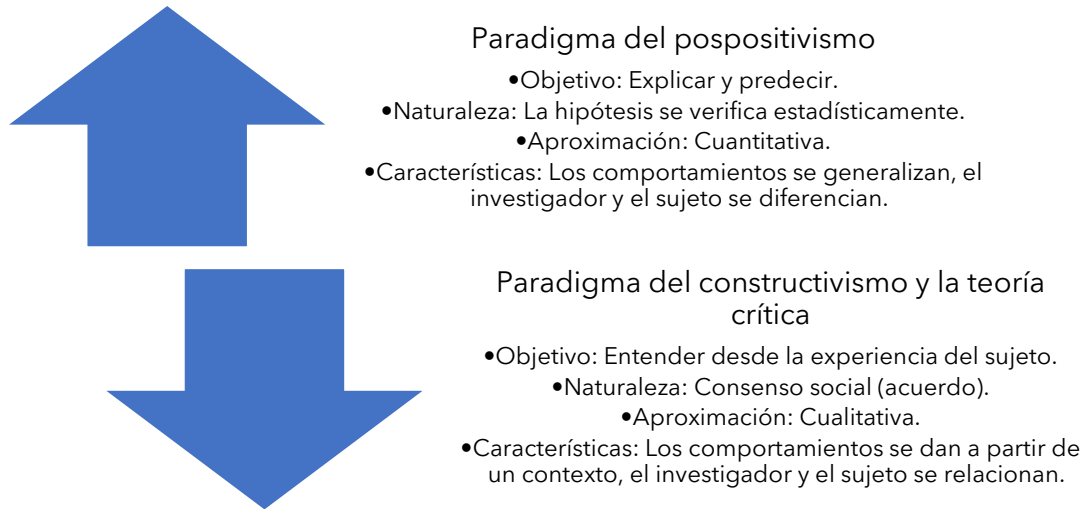 Paradigma del pospositivismo
•Objetivo: Explicar y predecir.
•Naturaleza: La hipótesis se verifica estadísticamente.
•Aproximación: Cuantitativa.
•Características: Los comportamientos se generalizan, el
investigador y el sujeto se diferencian.
Paradigma del constructivismo y la teoría
crítica
•Objetivo: Entender desde la experiencia del sujeto.
•Naturaleza: Consenso social (acuerdo).
•Aproximación: Cualitativa.
•Características: Los comportamientos se dan a partir de
un contexto, el investigador y el sujeto se relacionan.